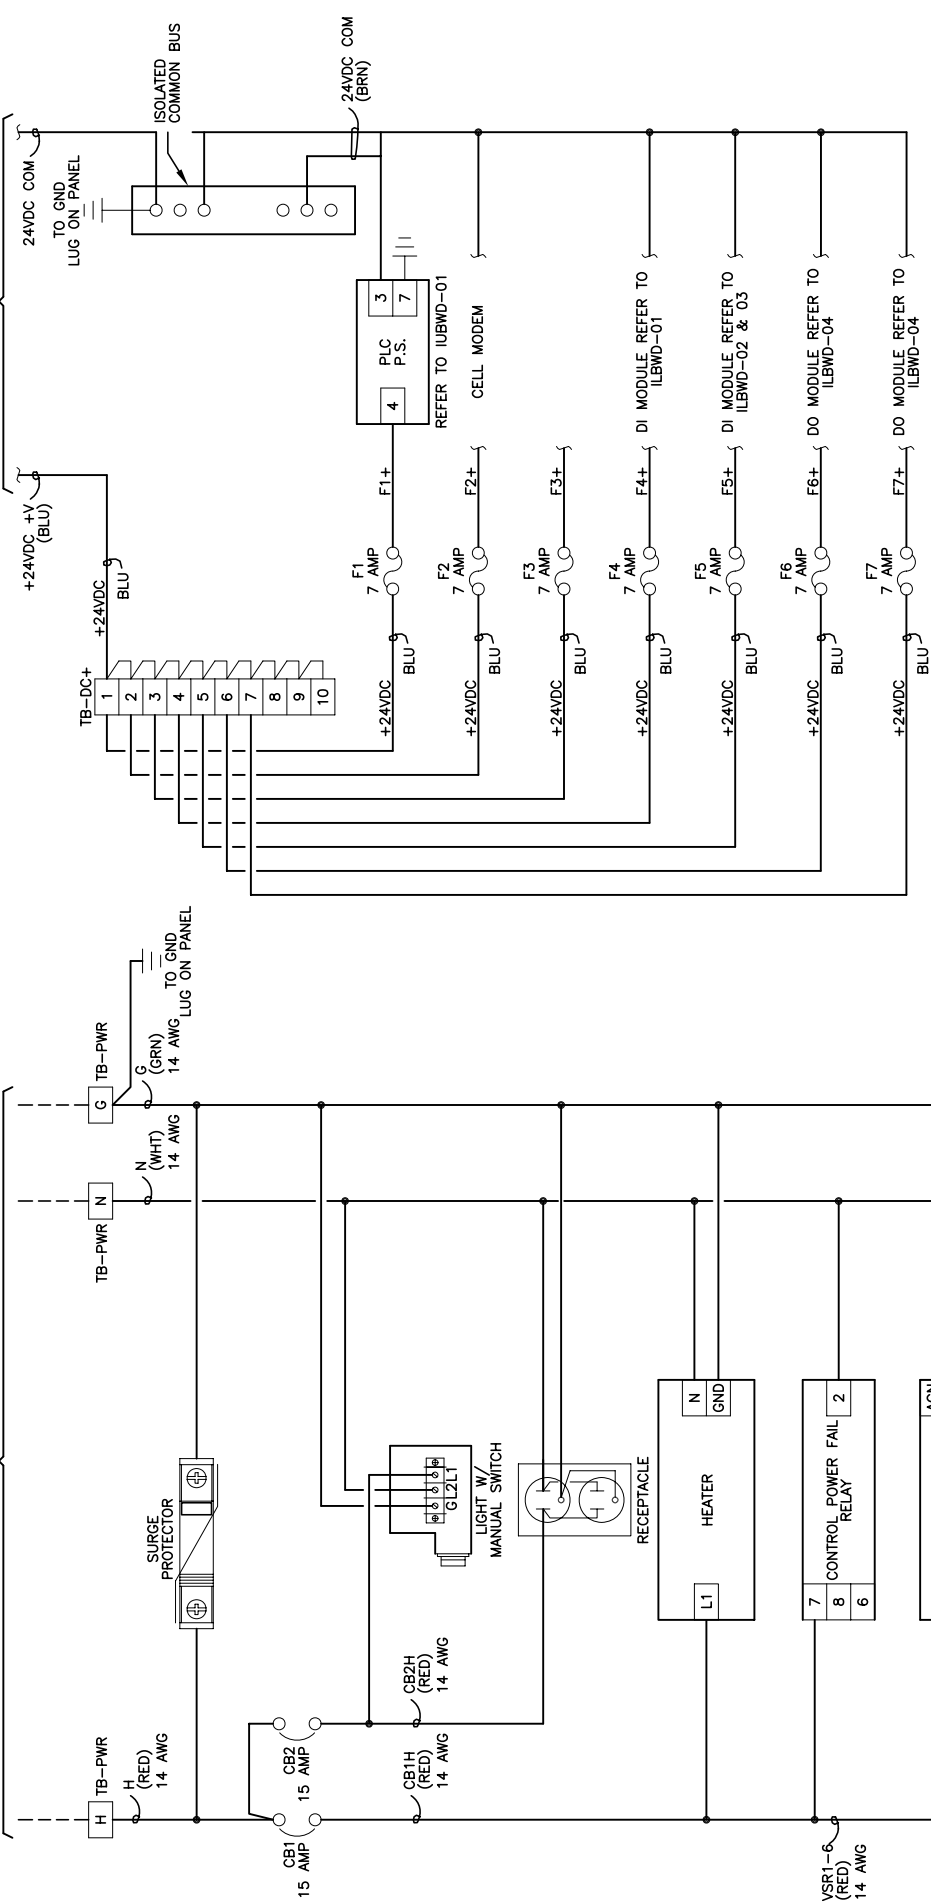 24VDC COM
TO GND
LUG ON PANEL
ISOLATED
COMMON BUS
24VDC COM
(BRN)
+24VDC +V
(BLU)
+24VDC
BLU
TB-DC+
1
2
3
4
5
6
7
8
9
10
3
7
PLC
P.S.
4
REFER TO IUBWD-01
F1+
F1
7 AMP
BLU
+24VDC
CELL MODEM
F2+
F2
7 AMP
BLU
+24VDC
F3+
F3
7 AMP
BLU
+24VDC
DI MODULE REFER TO
ILBWD-01
F4+
F4
7 AMP
BLU
+24VDC
DI MODULE REFER TO
ILBWD-02 & 03
F5+
F5
7 AMP
BLU
+24VDC
DO MODULE REFER TO
ILBWD-04
F6+
F6
7 AMP
BLU
+24VDC
DO MODULE REFER TO
ILBWD-04
F7+
F7
7 AMP
BLU
+24VDC
TO GND
LUG ON PANEL
TB-PWR
G
G
(GRN)
14 AWG
N
TB-PWR
N
(WHT)
14 AWG
SURGE
PROTECTOR
GL2L1
LIGHT W/
MANUAL SWITCH
RECEPTACLE
N
GND
HEATER
L1
2
CONTROL POWER FAIL
RELAY
7
8
6
TB-PWR
H
H
(RED)
14 AWG
CB2
15 AMP
CB1
15 AMP
CB2H
(RED)
14 AWG
CB1H
(RED)
14 AWG
VSR1-6
(RED)
14 AWG